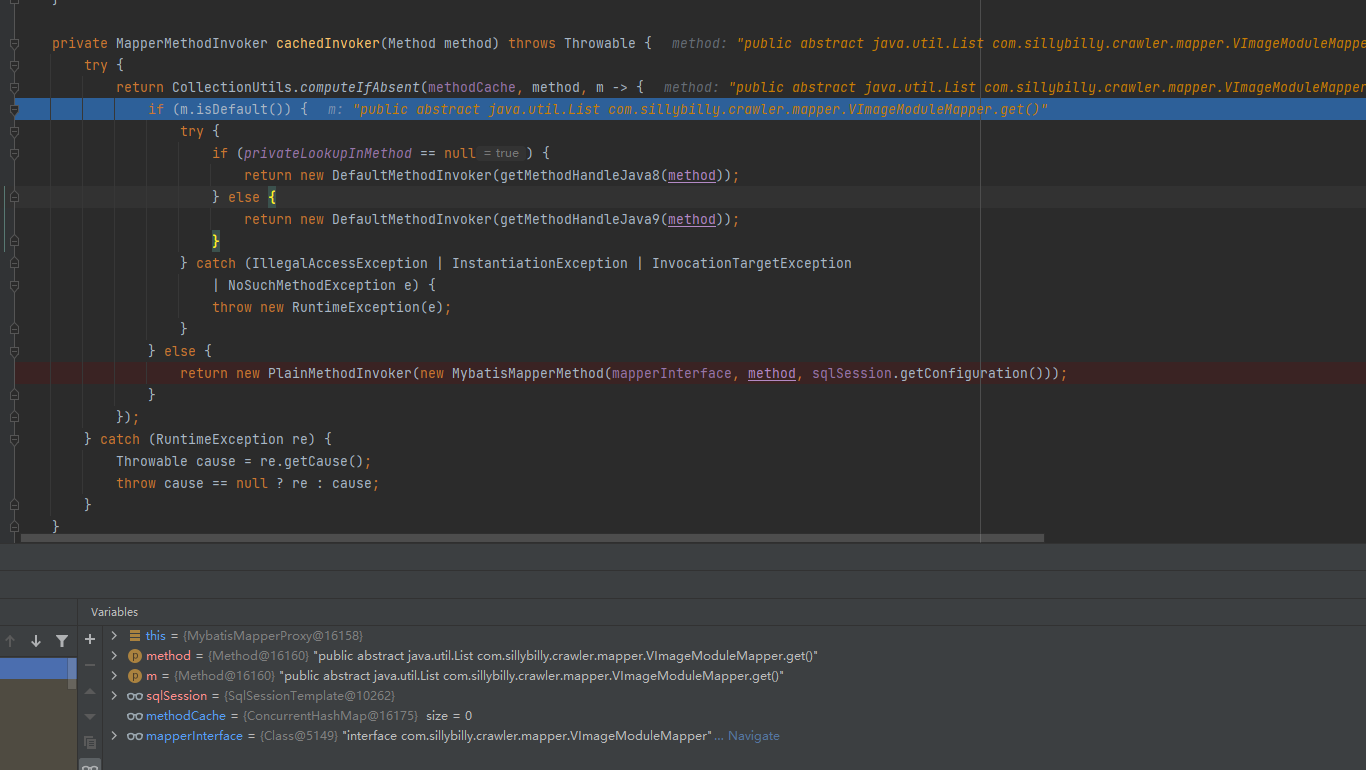 }
private MapperMethodInvoker cachedInvoker(Method method) throws Throwable {  method: "public abstract java.util.List com.sillybilly.crawler.mapper.VImageModuleMappe
try {
return CollectionUtils.computeIfAbsent(methodCache, method, m -> {  method: "public abstract java.util.List com.sillybilly.crawler.mapper.VImageModuleMapper
if (m.isDefault()) {  m: "public abstract java.util.List com.sillybilly.crawler.mapper.VImageModuleMapper.get()"
try {
if (privateLookupInMethod == null = true ) {
return new DefaultMethodInvoker(getMethodHandleJava8(method));
} else {
return new DefaultMethodInvoker(getMethodHandleJava9(method));
}
} catch (IllegalAccessException | InstantiationException | InvocationTargetException
| NoSuchMethodException e) {
throw new RuntimeException(e);
}
} else {
return new PlainMethodInvoker(new MybatisMapperMethod(mapperInterface, method, sqlSession.getConfiguration()));
}
});
} catch (RuntimeException re) {
Throwable cause = re.getCause();
throw cause == null ? re : cause;
}
}
Variables
this = {MybatisMapperProxy@16158}
method = {Method@16160} "public abstract java.util.List com.sillybilly.crawler.mapper.VImageModuleMapper.get()"
m = {Method@16160} "public abstract java.util.List com.sillybilly.crawler.mapper.VImageModuleMapper.get()"
sqlSession = {SqlSessionTemplate@10262}
methodCache = {ConcurrentHashMap@16175}  size = 0
mapperInterface = {Class@5149} "interface com.sillybilly.crawler.mapper.VImageModuleMapper"... Navigate